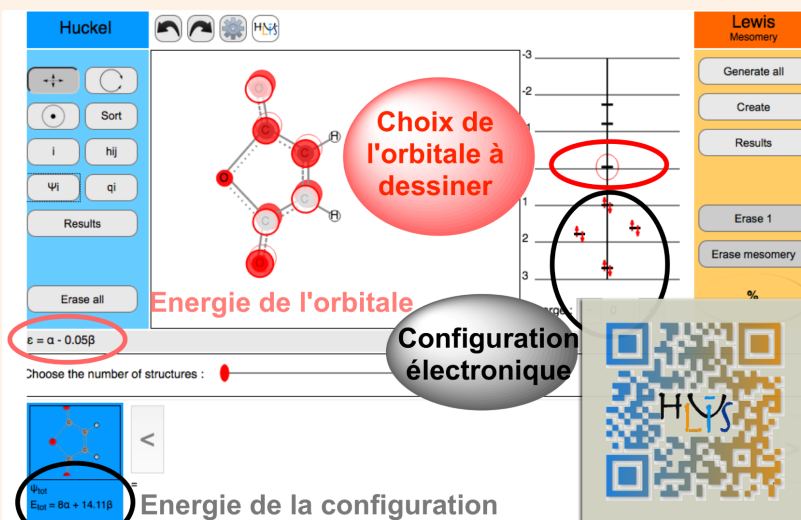 Huckel
HLIS
Lewis
Mesomery
Sort
i
hij
Ψi
qi
Results
Erase all
ε = α - 0.05β
O
C
C
C
C
O
O
H
H
Choix de
l'orbitale à
dessiner
Energie de l'orbitale
-3
-2
1
2
3
Configuration
électronique
Generate all
Create
Results
Erase 1
Erase mesomery
%
Choose the number of structures :
<
HLIS
Ψtot
=
Etot = 8α + 14.11β
Energie de la configuration